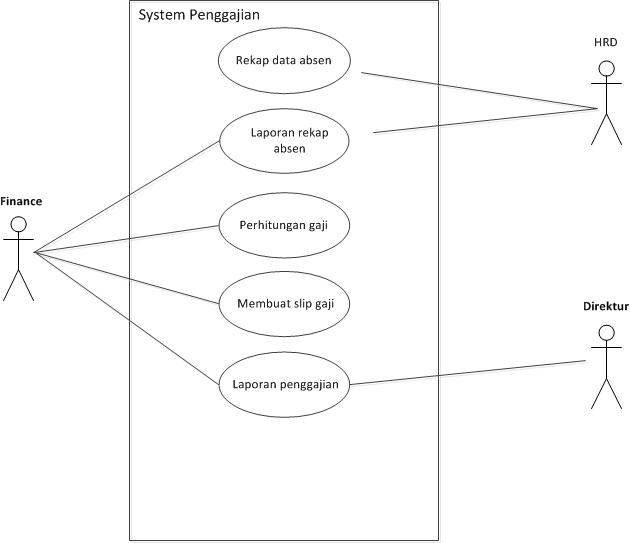 System Penggajian
Rekap data absen
HRD
Laporan rekap
absen
Finance
Perhitungan gaji
Membuat slip gaji
Direktur
Laporan penggajian